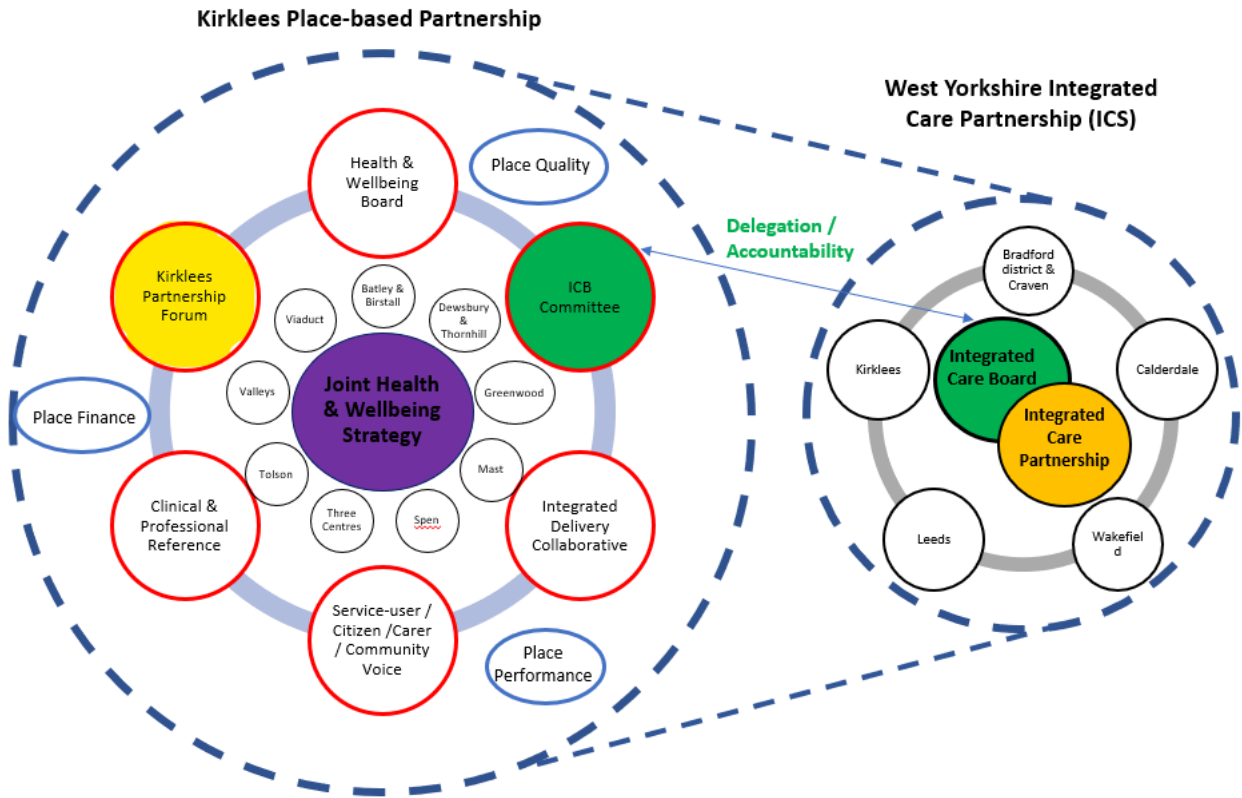 Kirklees Place-based Partnership
West Yorkshire Integrated
Care Partnership (ICS)
Health &
Wellbeing
Board
Place Quality
Delegation /
Accountability
Kirklees
Partnership
Forum
ICB
Committee
Batley &
Birstall
Viaduct
Dewsbury
&
Thornhill
Valleys
Greenwood
Joint Health
& Wellbeing
Strategy
Place Finance
Tolson
Mast
Three
Centres
Spen
Clinical &
Professional
Reference
Integrated
Delivery
Collaborative
Service-user /
Citizen /Carer
/ Community
Voice
Place
Performance
Bradford
district &
Craven
Kirklees
Integrated
Care Board
Calderdale
Integrated
Care
Partnership
Leeds
Wakefiel
d